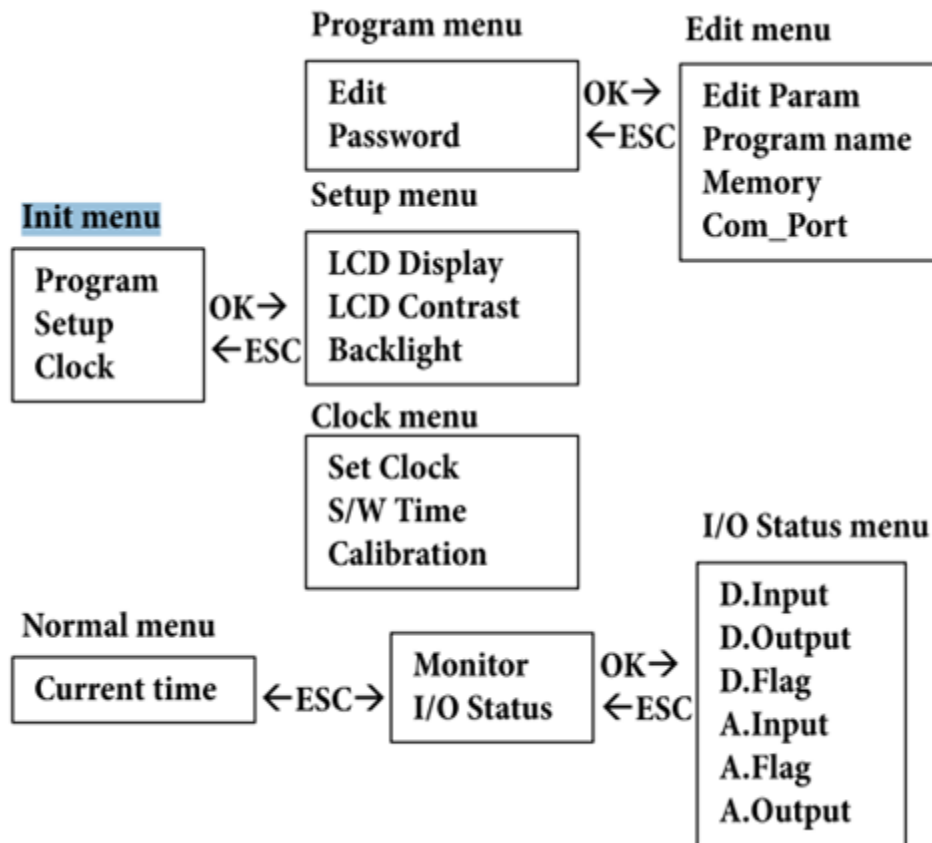 Program menu
Edit
Password
OK→
←ESC
Edit menu
Edit Param
Program name
Memory
Com_Port
Init menu
Program
Setup
Clock
OK→
←ESC
Setup menu
LCD Display
LCD Contrast
Backlight
Clock menu
Set Clock
S/W Time
Calibration
Normal menu
Current time
←ESC→
Monitor
I/O Status
OK→
←ESC
I/O Status menu
D.Input
D.Output
D.Flag
A.Input
A.Flag
A.Output